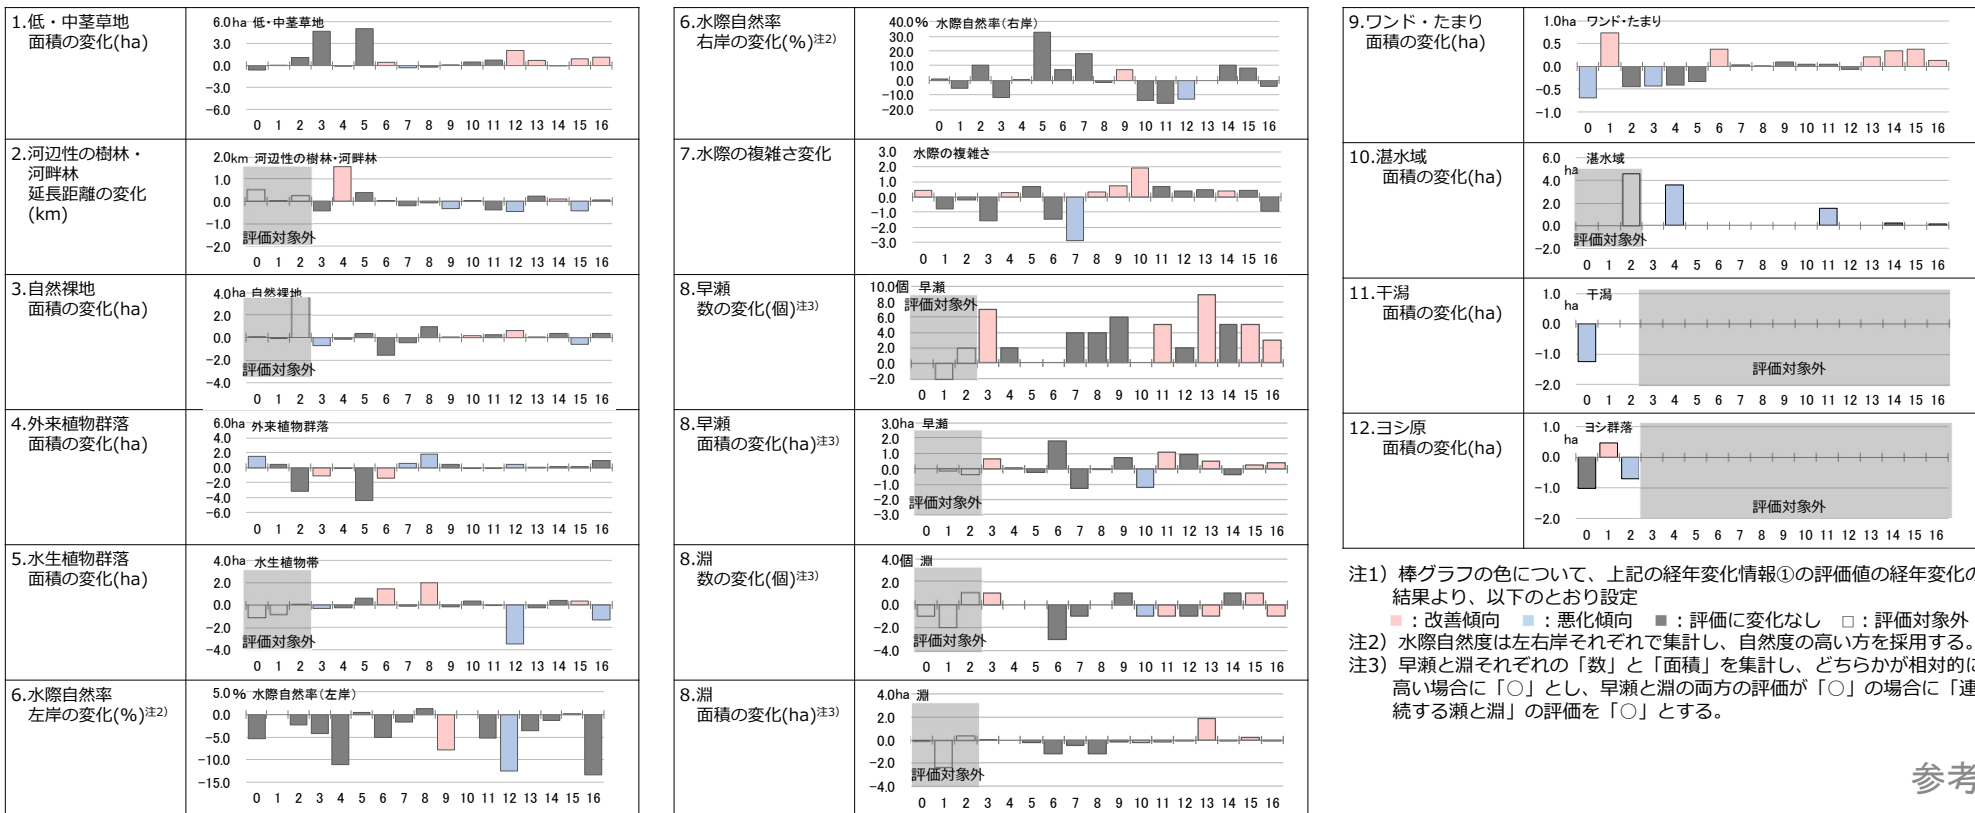 1.低・中茎草地
面積の変化(ha)
6.0ha 低・中茎草地
3.0
0.0
−3.0
−6.0
0 1 2 3 4 5 6 7 8 9 10 11 12 13 14 15 16
2.河辺性の樹林・
河畔林
延長距離の変化
(km)
2.0km 河辺性の樹林・河畔林
1.0
0.0
−1.0
−2.0
評価対象外
0 1 2 3 4 5 6 7 8 9 10 11 12 13 14 15 16
3.自然裸地
面積の変化(ha)
4.0ha 自然裸地
2.0
0.0
−2.0
−4.0
評価対象外
0 1 2 3 4 5 6 7 8 9 10 11 12 13 14 15 16
4.外来植物群落
面積の変化(ha)
6.0ha 外来植物群落
4.0
2.0
0.0
−2.0
−4.0
−6.0
0 1 2 3 4 5 6 7 8 9 10 11 12 13 14 15 16
5.水生植物群落
面積の変化(ha)
4.0ha 水生植物帯
2.0
0.0
−2.0
−4.0
評価対象外
0 1 2 3 4 5 6 7 8 9 10 11 12 13 14 15 16
6.水際自然率
左岸の変化(%)注2)
5.0% 水際自然率(左岸)
0.0
−5.0
−10.0
−15.0
0 1 2 3 4 5 6 7 8 9 10 11 12 13 14 15 16
6.水際自然率
右岸の変化(%)注2)
40.0% 水際自然率(右岸)
30.0
20.0
10.0
0.0
−10.0
−20.0
0 1 2 3 4 5 6 7 8 9 10 11 12 13 14 15 16
7.水際の複雑さ変化
3.0 水際の複雑さ
2.0
1.0
0.0
−1.0
−2.0
−3.0
0 1 2 3 4 5 6 7 8 9 10 11 12 13 14 15 16
8.早瀬
数の変化(個)注3)
10.0個 早瀬
8.0
6.0
4.0
2.0
0.0
−2.0
評価対象外
0 1 2 3 4 5 6 7 8 9 10 11 12 13 14 15 16
8.早瀬
面積の変化(ha)注3)
3.0ha 早瀬
2.0
1.0
0.0
−1.0
−2.0
−3.0
評価対象外
0 1 2 3 4 5 6 7 8 9 10 11 12 13 14 15 16
8.淵
数の変化(個)注3)
4.0個 淵
2.0
0.0
−2.0
−4.0
評価対象外
0 1 2 3 4 5 6 7 8 9 10 11 12 13 14 15 16
8.淵
面積の変化(ha)注3)
4.0ha 淵
2.0
0.0
−2.0
−4.0
評価対象外
0 1 2 3 4 5 6 7 8 9 10 11 12 13 14 15 16
9.ワンド・たまり
面積の変化(ha)
1.0ha ワンド・たまり
0.5
0.0
−0.5
−1.0
0 1 2 3 4 5 6 7 8 9 10 11 12 13 14 15 16
10.湛水域
面積の変化(ha)
6.0 湛水域
ha
4.0
2.0
0.0
−2.0
評価対象外
0 1 2 3 4 5 6 7 8 9 10 11 12 13 14 15 16
11.干潟
面積の変化(ha)
1.0 干潟
ha
0.0
−1.0
−2.0
評価対象外
0 1 2 3 4 5 6 7 8 9 10 11 12 13 14 15 16
12.ヨシ原
面積の変化(ha)
1.0 ヨシ群落
ha
0.0
−1.0
−2.0
評価対象外
0 1 2 3 4 5 6 7 8 9 10 11 12 13 14 15 16
注1）棒グラフの色について、上記の経年変化情報①の評価値の経年変化の
結果より、以下のとおり設定
■：改善傾向 ■：悪化傾向 ■：評価に変化なし □：評価対象外
注2）水際自然度は左右岸それぞれで集計し、自然度の高い方を採用する。
注3）早瀬と淵それぞれの「数」と「面積」を集計し、どちらかが相対的に
高い場合に「○」とし、早瀬と淵の両方の評価が「○」の場合に「連
続する瀬と淵」の評価を「○」とする。
参考